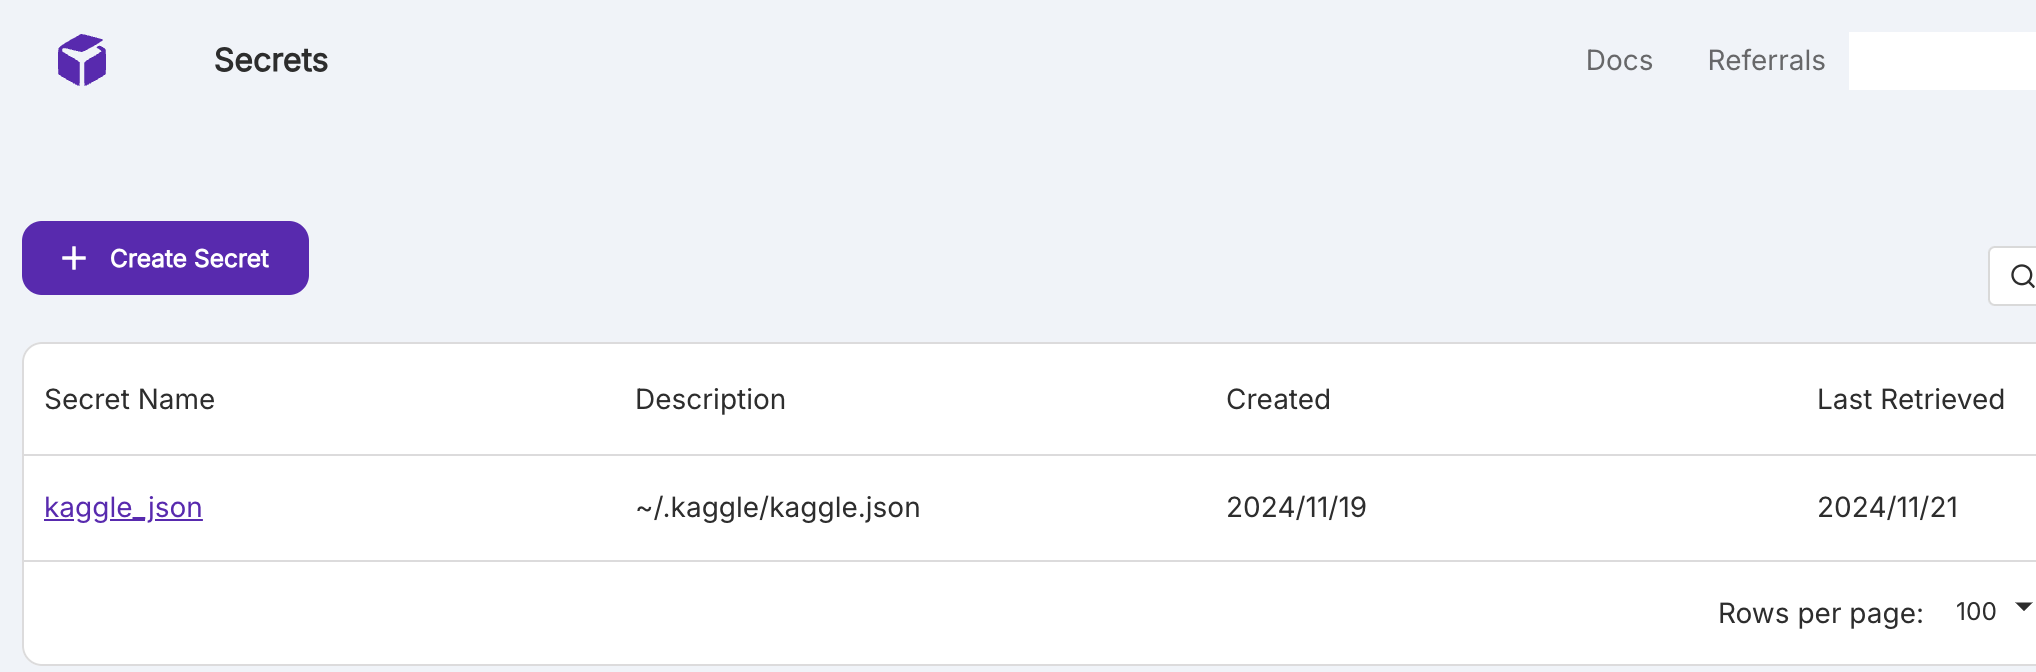 Secrets Docs Referrals
Create Secret
Secret Name Description Created Last Retrieved
kaggle_json ~/.kaggle/kaggle.json 2024/11/19 2024/11/21
Rows per page: 100